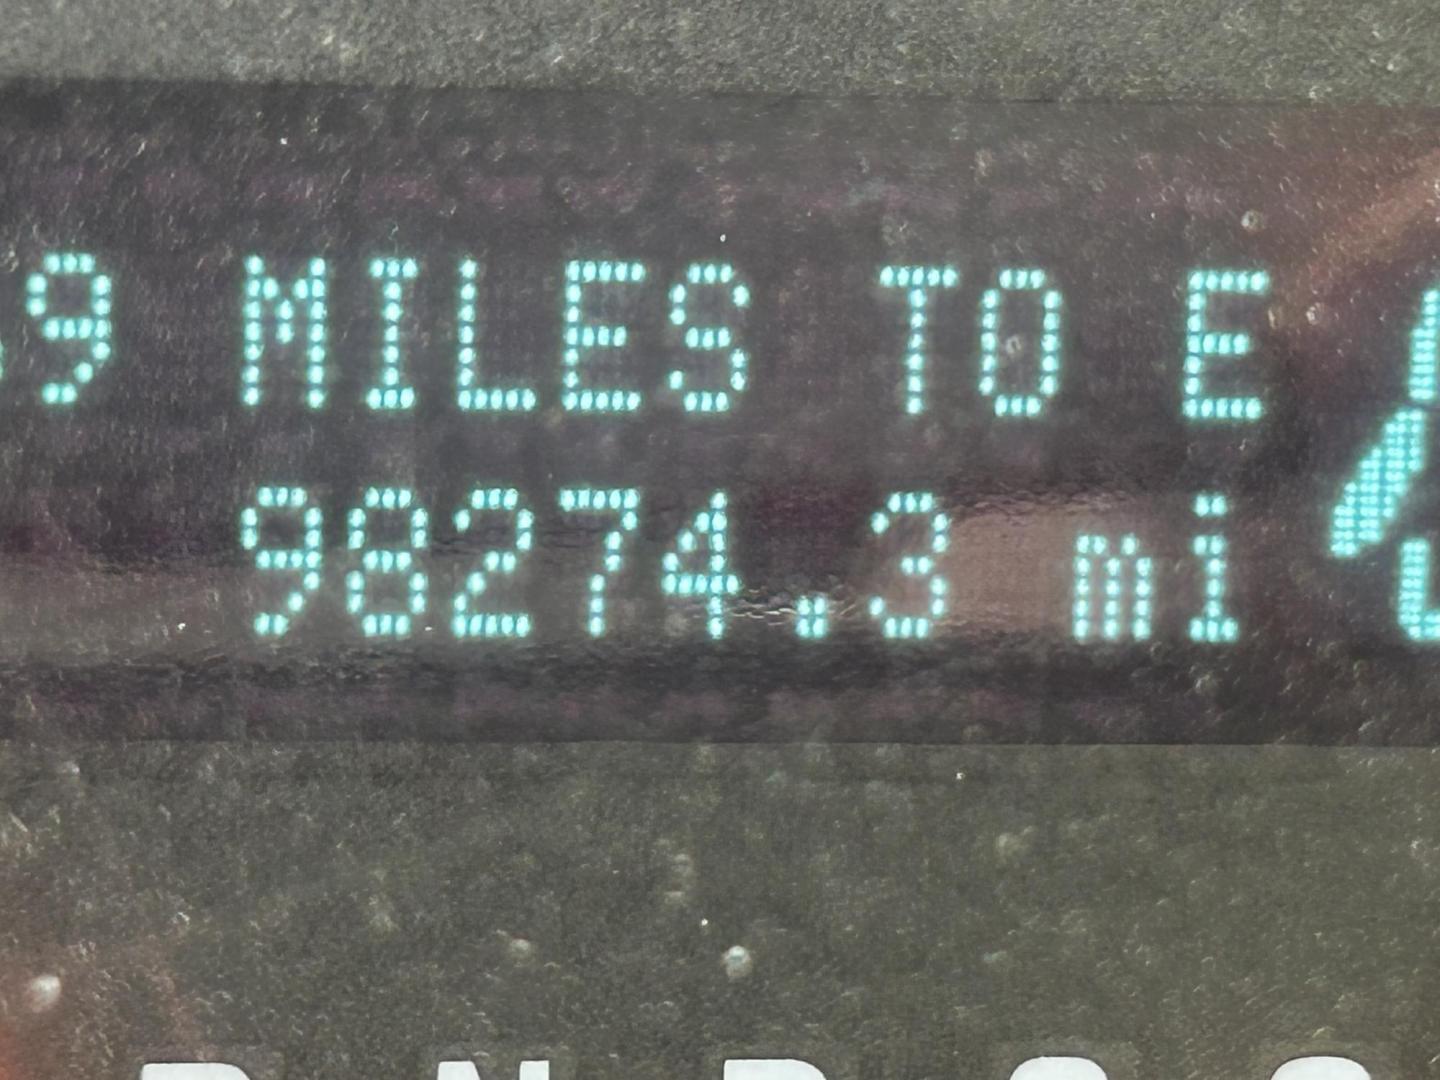 9 MILES TO E
98274.3 mi